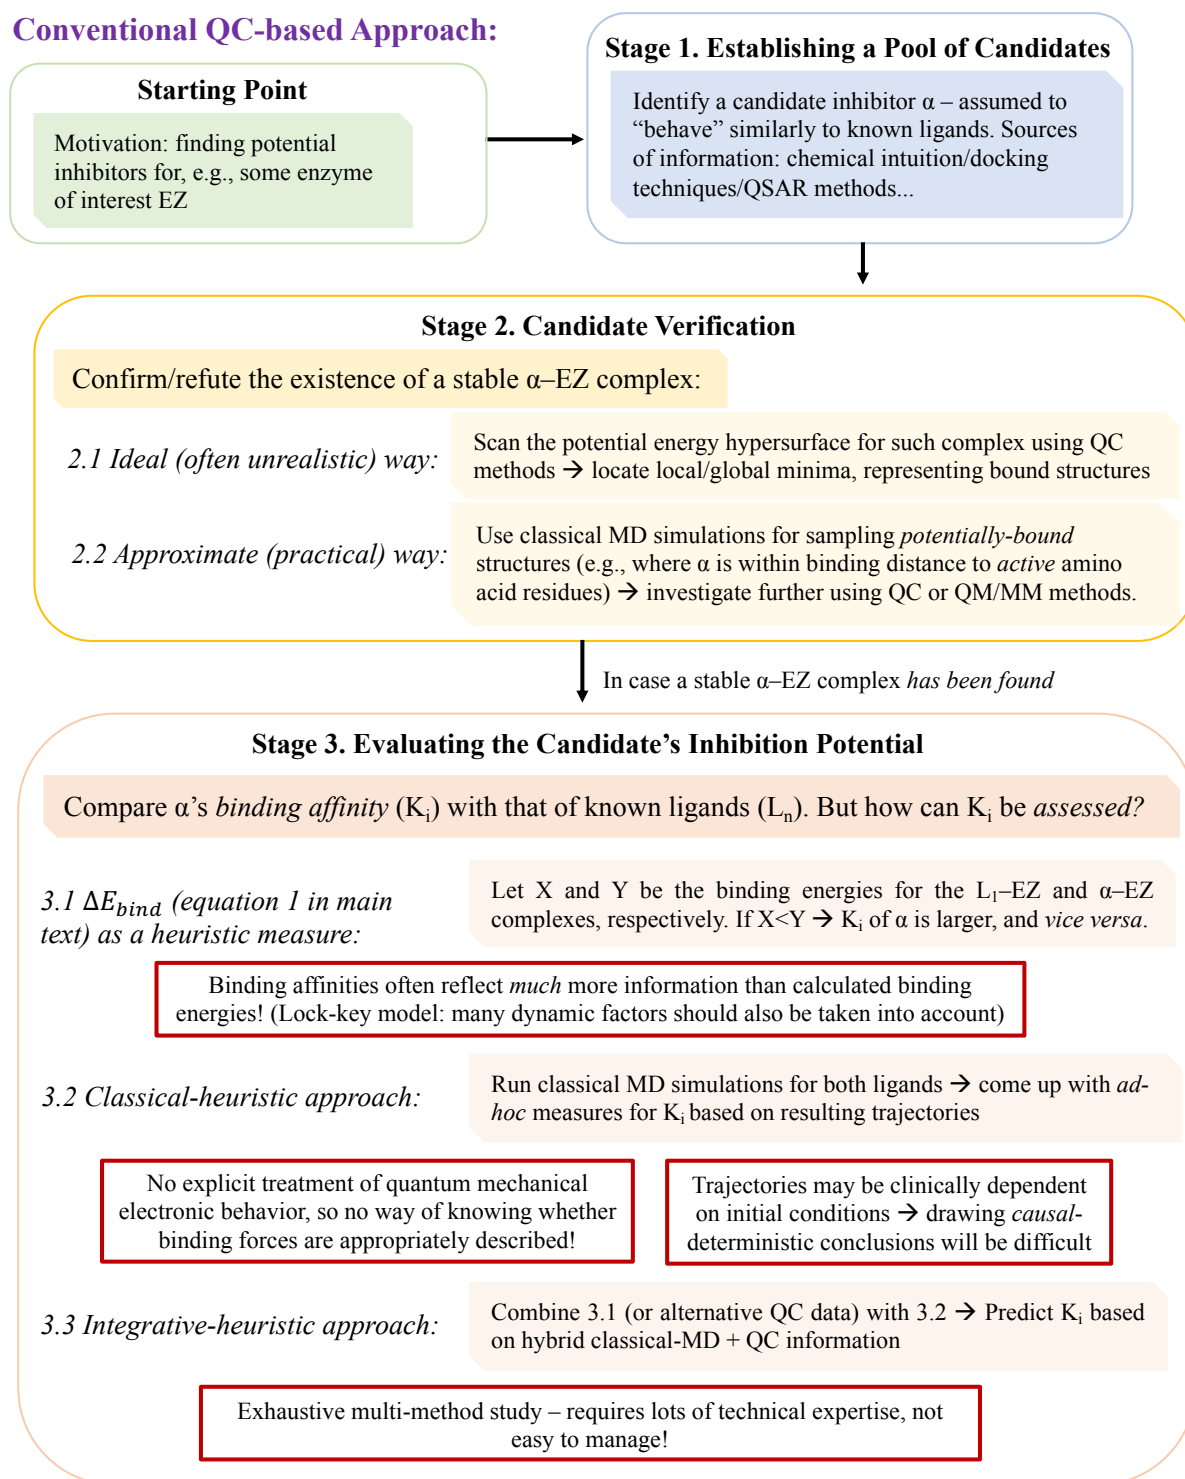 Conventional QC-based Approach:
Starting Point
Motivation: finding potential
inhibitors for, e.g., some enzyme
of interest EZ
Stage 1. Establishing a Pool of Candidates
Identify a candidate inhibitor α – assumed to
“behave” similarly to known ligands. Sources
of information: chemical intuition/docking
techniques/QSAR methods...
Stage 2. Candidate Verification
Confirm/refute the existence of a stable α–EZ complex:
2.1 Ideal (often unrealistic) way:
Scan the potential energy hypersurface for such complex using QC
methods → locate local/global minima, representing bound structures
2.2 Approximate (practical) way:
Use classical MD simulations for sampling potentially-bound
structures (e.g., where α is within binding distance to active amino
acid residues) → investigate further using QC or QM/MM methods.
In case a stable α–EZ complex has been found
Stage 3. Evaluating the Candidate’s Inhibition Potential
Compare α’s binding affinity (Kᵢ) with that of known ligands (Lₙ). But how can Kᵢ be assessed?
3.1 ΔE_bind (equation 1 in main
text) as a heuristic measure:
Let X and Y be the binding energies for the L₁–EZ and α–EZ
complexes, respectively. If X<Y → Kᵢ of α is larger, and vice versa.
Binding affinities often reflect much more information than calculated binding
energies! (Lock-key model: many dynamic factors should also be taken into account)
3.2 Classical-heuristic approach:
Run classical MD simulations for both ligands → come up with ad-
hoc measures for Kᵢ based on resulting trajectories
No explicit treatment of quantum mechanical
electronic behavior, so no way of knowing whether
binding forces are appropriately described!
Trajectories may be clinically dependent
on initial conditions → drawing causal-
deterministic conclusions will be difficult
3.3 Integrative-heuristic approach:
Combine 3.1 (or alternative QC data) with 3.2 → Predict Kᵢ based
on hybrid classical-MD + QC information
Exhaustive multi-method study – requires lots of technical expertise, not
easy to manage!